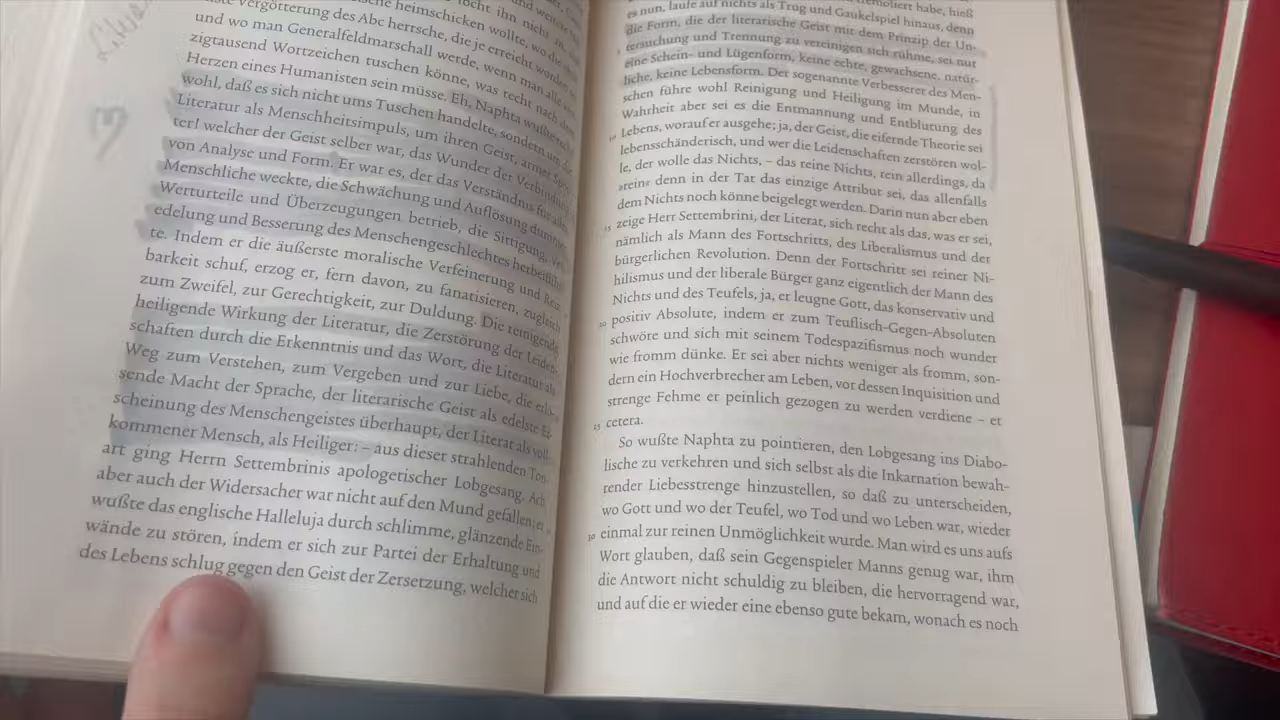 heimschicken wollte, wo die
Vergötterung des Abc herrsche, die je erreicht worden
und wo man Generalfeldmarschall werde, wenn man alle
zigtausend Wortzeichen tuschen könne, was recht nach dem
Herzen eines Humanisten sein müsse. Eh, Naphta wußte
wohl, daß es sich nicht ums Tuschen handelte, sondern um die
Literatur als Menschheitsimpuls, um ihren Geist, armer Spöt-
ter! welcher der Geist selber war, das Wunder der Verbindung
von Analyse und Form. Er war es, der das Verständnis für alles
Menschliche weckte, die Schwächung und Auflösung dummer
Werturteile und Überzeugungen betrieb, die Sittigung, Ver-
edelung und Besserung des Menschengeschlechtes herbeiführ-
te. Indem er die äußerste moralische Verfeinerung und Reiz-
barkeit schuf, erzog er, fern davon, zu fanatisieren, zugleich
zum Zweifel, zur Gerechtigkeit, zur Duldung. Die reinigende,
heiligende Wirkung der Literatur, die Zerstörung der Leiden-
schaften durch die Erkenntnis und das Wort, die Literatur als
Weg zum Verstehen, zum Vergeben und zur Liebe, die erlö-
sende Macht der Sprache, der literarische Geist als edelste Er-
scheinung des Menschengeistes überhaupt, der Literat als voll-
kommener Mensch, als Heiliger: – aus dieser strahlenden Ton-
art ging Herrn Settembrinis apologetischer Lobgesang. Ach
aber auch der Widersacher war nicht auf den Mund gefallen; er
wußte das englische Halleluja durch schlimme, glänzende Ein-
wände zu stören, indem er sich zur Partei der Erhaltung und
des Lebens schlug gegen den Geist der Zersetzung, welcher sich
demoliert habe, hieß
es nun, laufe auf nichts als Trug und Gaukelspiel hinaus, denn
die Form, die der literarische Geist mit dem Prinzip der Un-
tersuchung und Trennung zu vereinigen sich rühme, sei nur
eine Schein- und Lügenform, keine echte, gewachsene, natür-
liche, keine Lebensform. Der sogenannte Verbesserer des Men-
schen führe wohl Reinigung und Heiligung im Munde, in
Wahrheit aber sei es die Entmannung und Entblutung des
10 Lebens, worauf er ausgehe; ja, der Geist, die eifernde Theorie sei
lebensschänderisch, und wer die Leidenschaften zerstören wol-
le, der wolle das Nichts, – das reine Nichts, rein allerdings, da
›rein‹ denn in der Tat das einzige Attribut sei, das allenfalls
dem Nichts noch könne beigelegt werden. Darin nun aber eben
15 zeige Herr Settembrini, der Literat, sich recht als das, was er sei,
nämlich als Mann des Fortschritts, des Liberalismus und der
bürgerlichen Revolution. Denn der Fortschritt sei reiner Ni-
hilismus und der liberale Bürger ganz eigentlich der Mann des
Nichts und des Teufels, ja, er leugne Gott, das konservativ und
20 positiv Absolute, indem er zum Teuflisch-Gegen-Absoluten
schwöre und sich mit seinem Todespazifismus noch wunder
wie fromm dünke. Er sei aber nichts weniger als fromm, son-
dern ein Hochverbrecher am Leben, vor dessen Inquisition und
strenge Fehme er peinlich gezogen zu werden verdiene – et
25 cetera.
So wußte Naphta zu pointieren, den Lobgesang ins Diabo-
lische zu verkehren und sich selbst als die Inkarnation bewah-
render Liebesstrenge hinzustellen, so daß zu unterscheiden,
wo Gott und wo der Teufel, wo Tod und wo Leben war, wieder
30 einmal zur reinen Unmöglichkeit wurde. Man wird es uns aufs
Wort glauben, daß sein Gegenspieler Manns genug war, ihm
die Antwort nicht schuldig zu bleiben, die hervorragend war,
und auf die er wieder eine ebenso gute bekam, wonach es noch